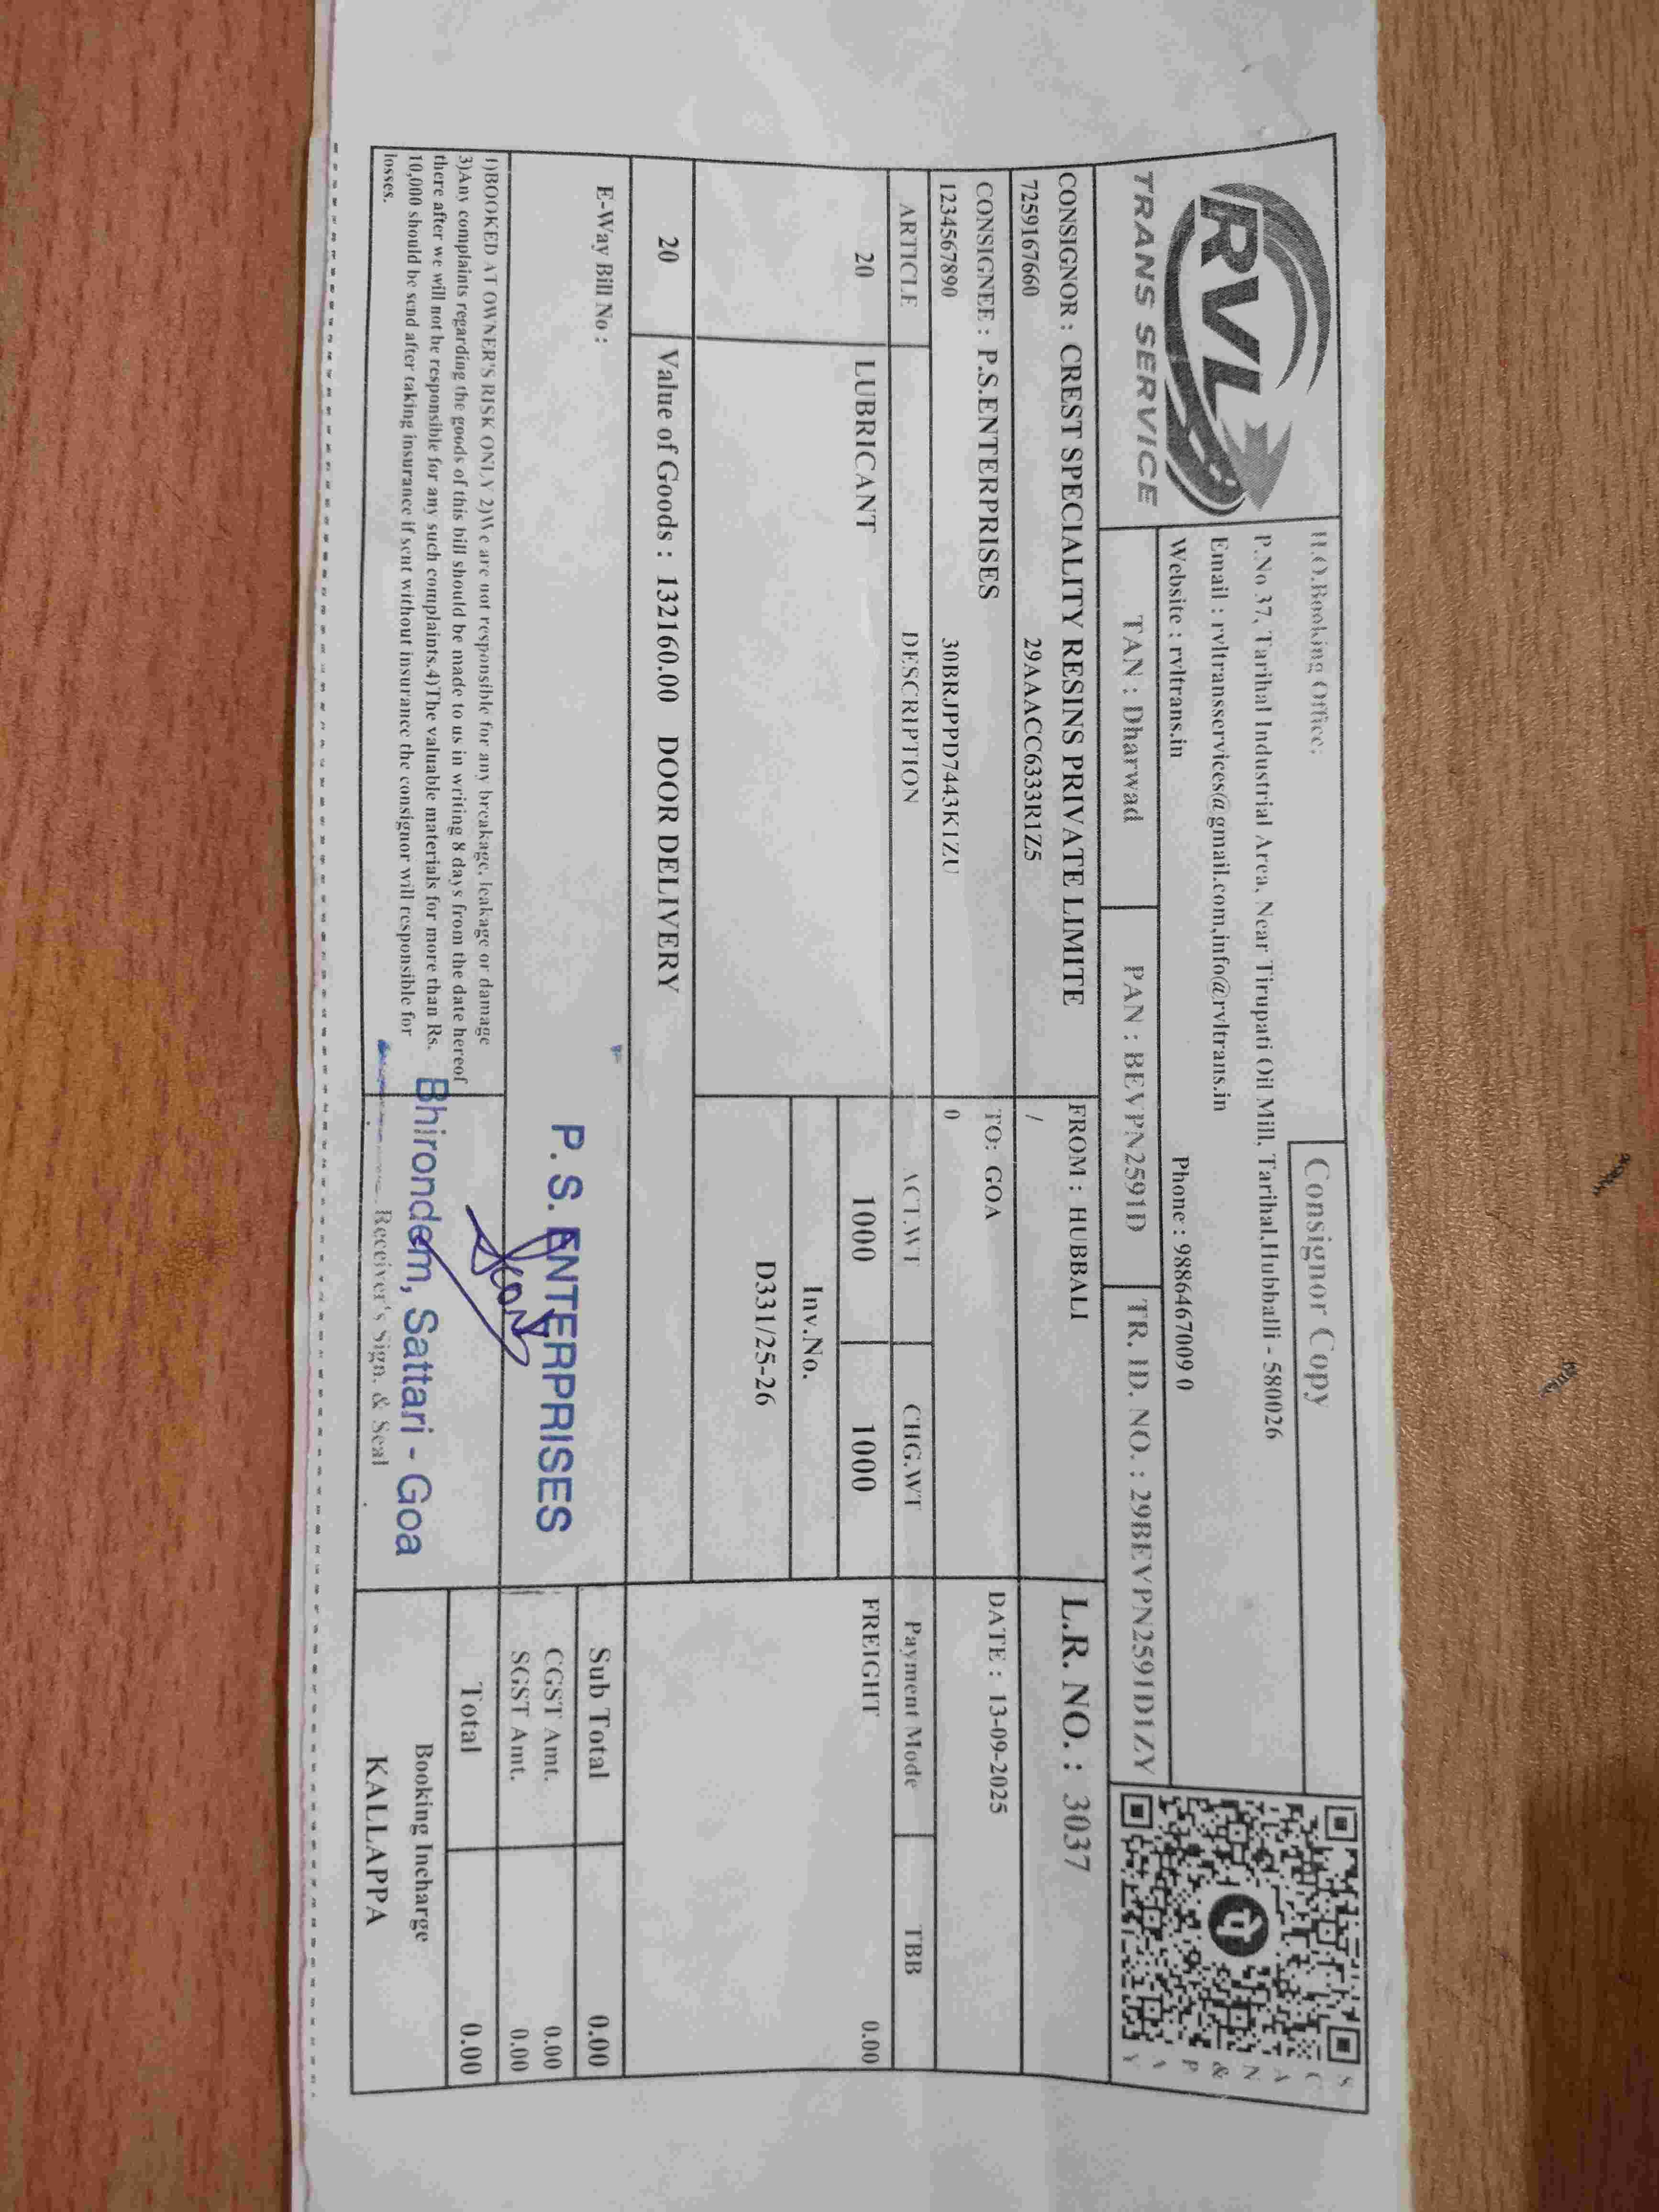 RVL
TRANS SERVICE
H.O.Booking Office:
Consignor Copy
P.No 37, Tarihal Industrial Area, Near Tirupati Oil Mill, Tarihal,Hubballi - 580026
Email : rvltransservices@gmail.com,info@rvltrans.in
Website : rvltrans.in Phone : 9886467009 0
SCAN & PAY
TAN : Dharwad PAN : BEVPN2591D TR. ID. NO. : 29BEVPN2591D1ZY
CONSIGNOR : CREST SPECIALITY RESINS PRIVATE LIMITE FROM : HUBBALI L.R. NO. : 3037
7259167660 29AAACC6333R1Z5 /
CONSIGNEE : P.S.ENTERPRISES TO: GOA DATE : 13-09-2025
1234567890 30BRJPPD7443K1ZU 0
ARTICLE DESCRIPTION ACT.WT CHG.WT Payment Mode TBB
20 LUBRICANT 1000 1000 FREIGHT 0.00
Inv.No.
D331/25-26
20 Value of Goods : 132160.00 DOOR DELIVERY
E-Way Bill No :
Sub Total 0.00
CGST Amt. 0.00
SGST Amt. 0.00
Total 0.00
P. S. ENTERPRISES
Bhirondem, Sattari - Goa
1)BOOKED AT OWNER'S RISK ONLY 2)We are not responsible for any breakage, leakage or damage
3)Any complaints regarding the goods of this bill should be made to us in writing 8 days from the date hereof
there after we will not be responsible for any such complaints.4)The valuable materials for more than Rs.
10,000 should be send after taking insurance if sent without insurance the consignor will responsible for
losses.
Receiver's Sign. & Seal
Booking Incharge
KALLAPPA